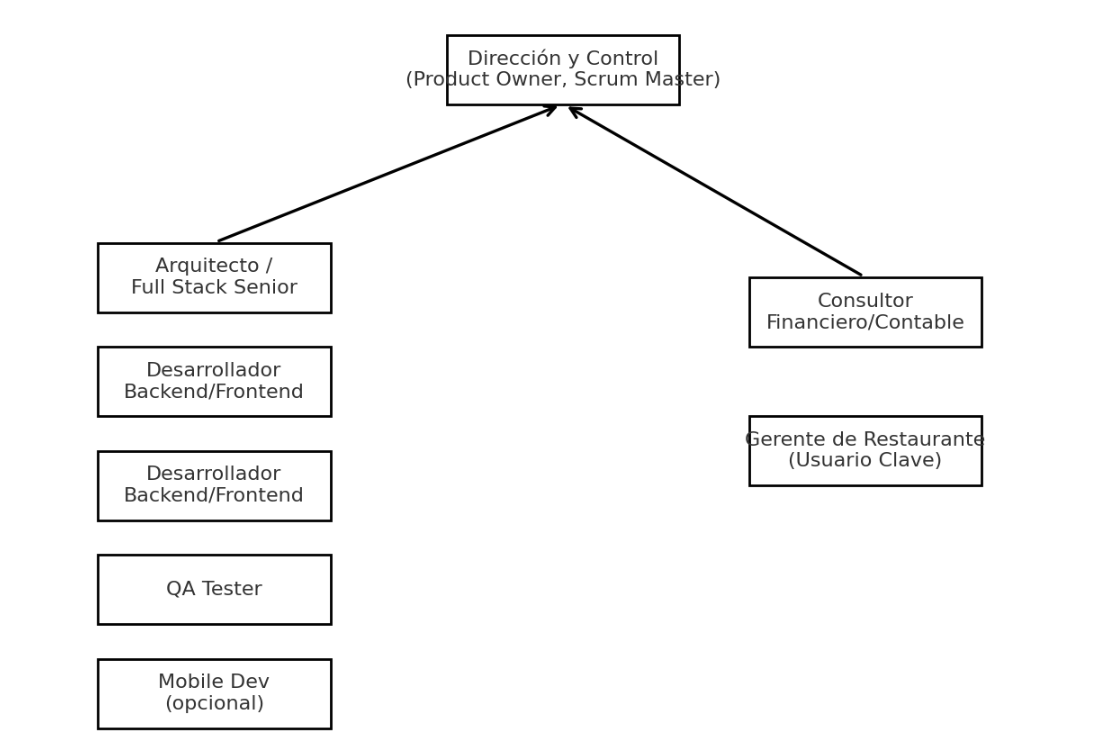 Dirección y Control
(Product Owner, Scrum Master)
Arquitecto /
Full Stack Senior
Desarrollador
Backend/Frontend
Desarrollador
Backend/Frontend
QA Tester
Mobile Dev
(opcional)
Consultor
Financiero/Contable
Gerente de Restaurante
(Usuario Clave)